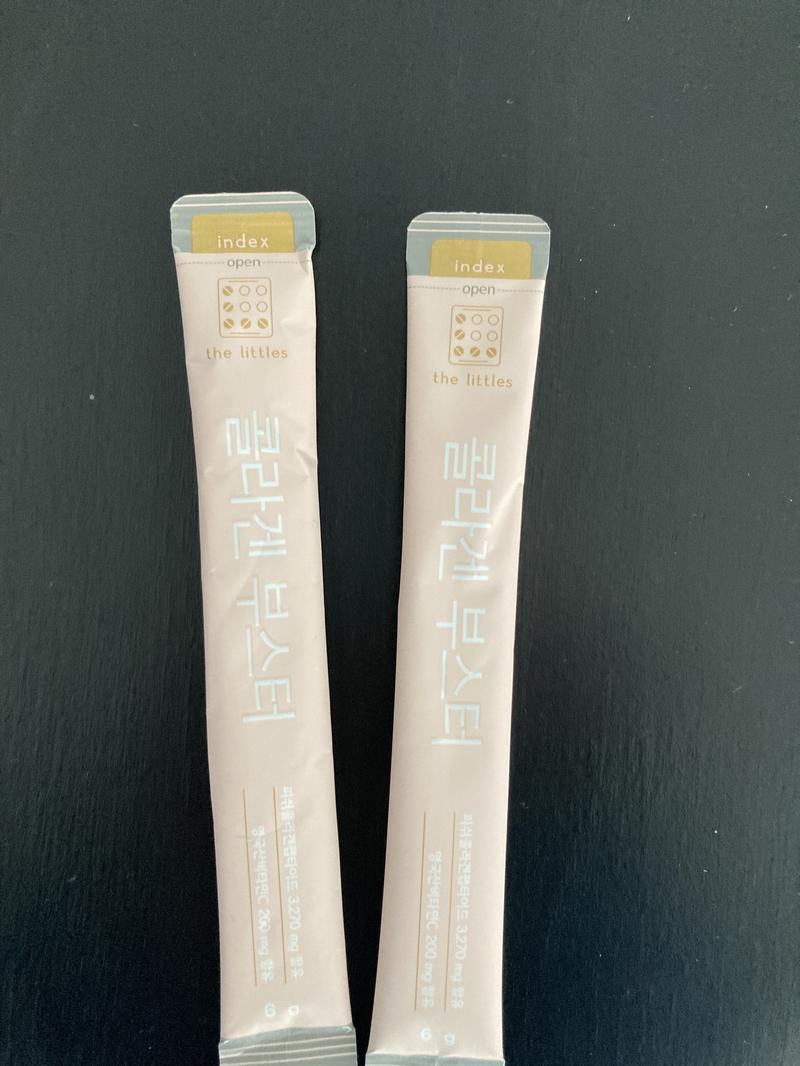 index
open
the littles
콜라겐 부스터
피쉬콜라겐펩타이드 3,270 mg 함유
영국산비타민C 200 mg 함유
6 g
index
open
the littles
콜라겐 부스터
피쉬콜라겐펩타이드 3,270 mg 함유
영국산비타민C 200 mg 함유
6 g